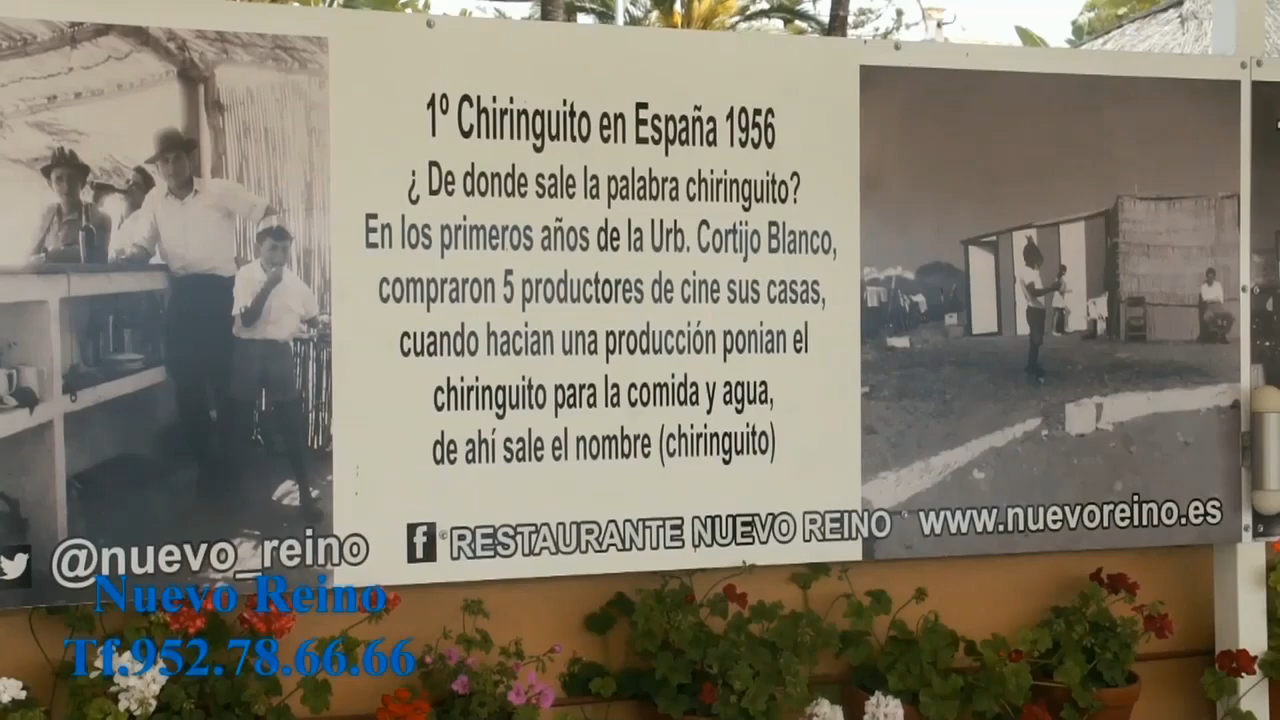 1º Chiringuito en España 1956
¿ De donde sale la palabra chiringuito?
En los primeros años de la Urb. Cortijo Blanco,
compraron 5 productores de cine sus casas,
cuando hacian una producción ponian el
chiringuito para la comida y agua,
de ahí sale el nombre (chiringuito)
@nuevo_reino
f RESTAURANTE NUEVO REINO
www.nuevoreino.es
Nuevo Reino
Tf.952.78.66.66